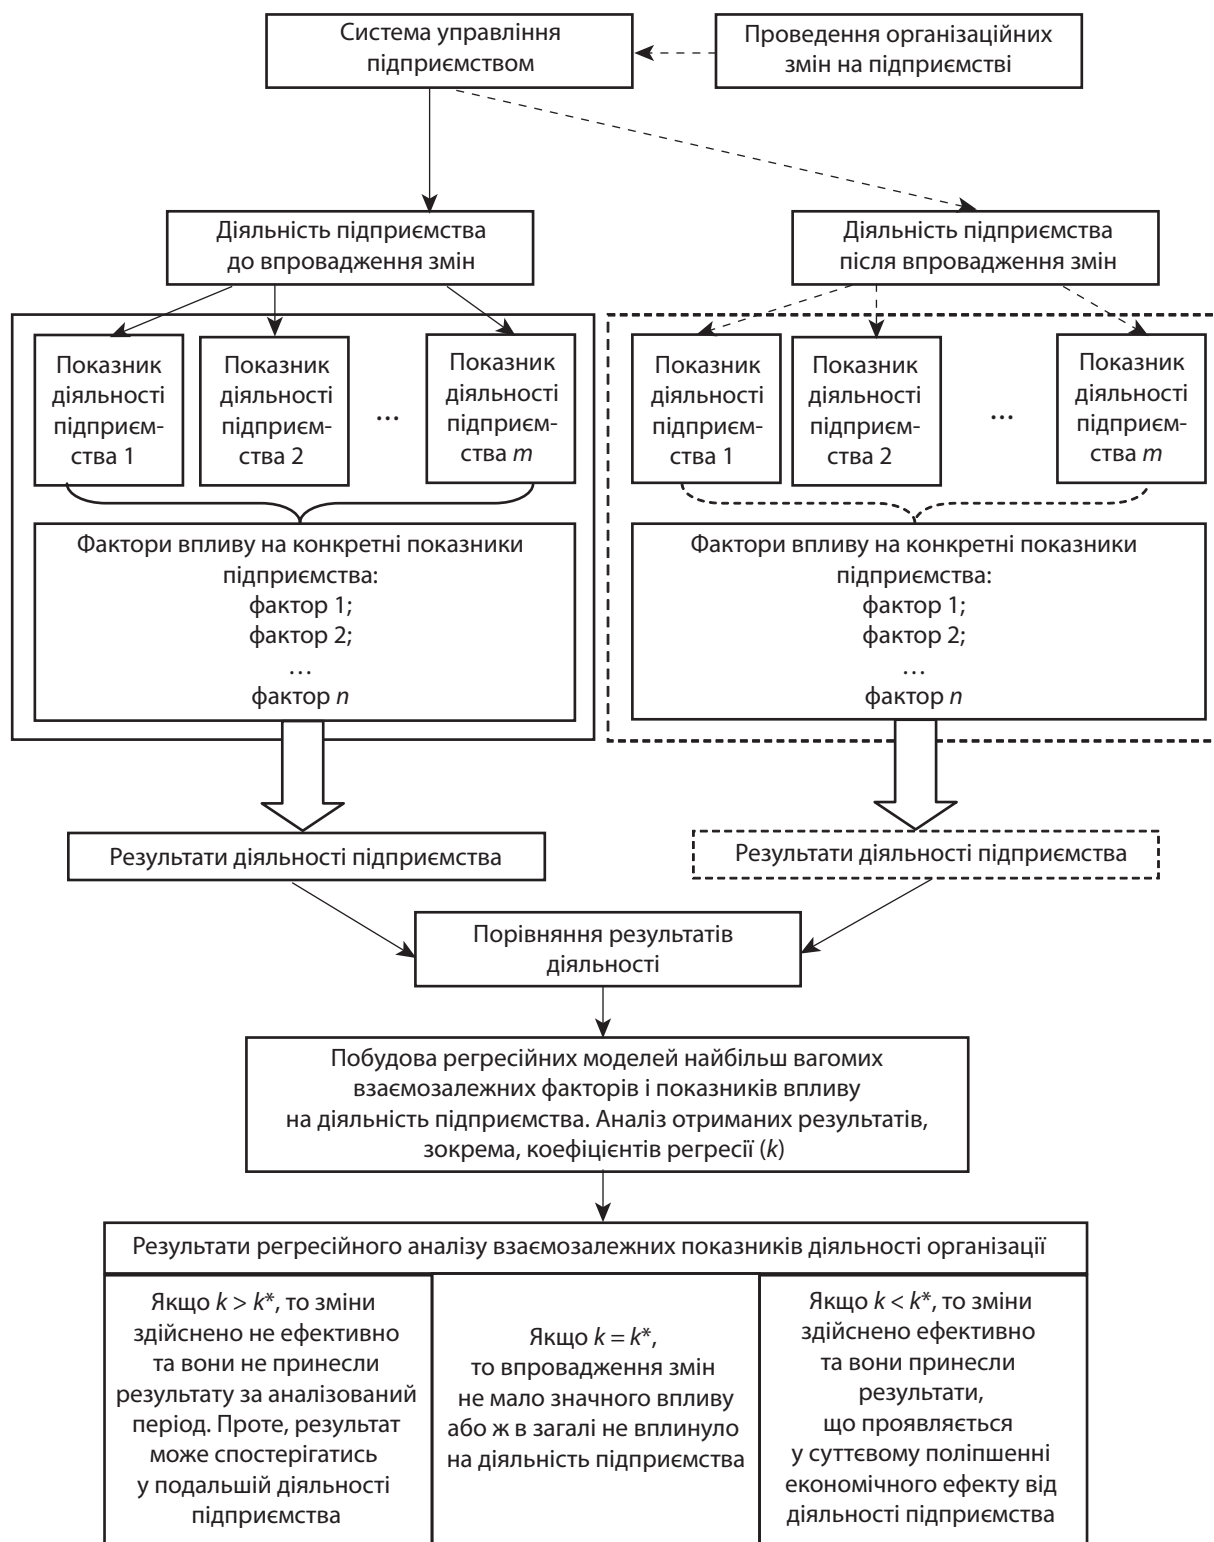 Система управління
підприємством
Проведення організаційних
змін на підприємстві
Діяльність підприємства
до впровадження змін
Діяльність підприємства
після впровадження змін
Показник
діяльності
підприєм-
ства 1
Показник
діяльності
підприєм-
ства 2
...
Показник
діяльності
підприєм-
ства m
Показник
діяльності
підприєм-
ства 1
Показник
діяльності
підприєм-
ства 2
...
Показник
діяльності
підприєм-
ства m
Фактори впливу на конкретні показники
підприємства:
фактор 1;
фактор 2;
...
фактор n
Фактори впливу на конкретні показники
підприємства:
фактор 1;
фактор 2;
...
фактор n
Результати діяльності підприємства
Результати діяльності підприємства
Порівняння результатів
діяльності
Побудова регресійних моделей найбільш вагомих
взаємозалежних факторів і показників впливу
на діяльність підприємства. Аналіз отриманих результатів,
зокрема, коефіцієнтів регресії (k)
Результати регресійного аналізу взаємозалежних показників діяльності організації
Якщо k > k*, то зміни
здійснено не ефективно
та вони не принесли
результату за аналізований
період. Проте, результат
може спостерігатись
у подальшій діяльності
підприємства
Якщо k = k*,
то впровадження змін
не мало значного впливу
або ж в загалі не вплинуло
на діяльність підприємства
Якщо k < k*, то зміни
здійснено ефективно
та вони принесли
результати,
що проявляється
у суттєвому поліпшенні
економічного ефекту від
діяльності підприємства